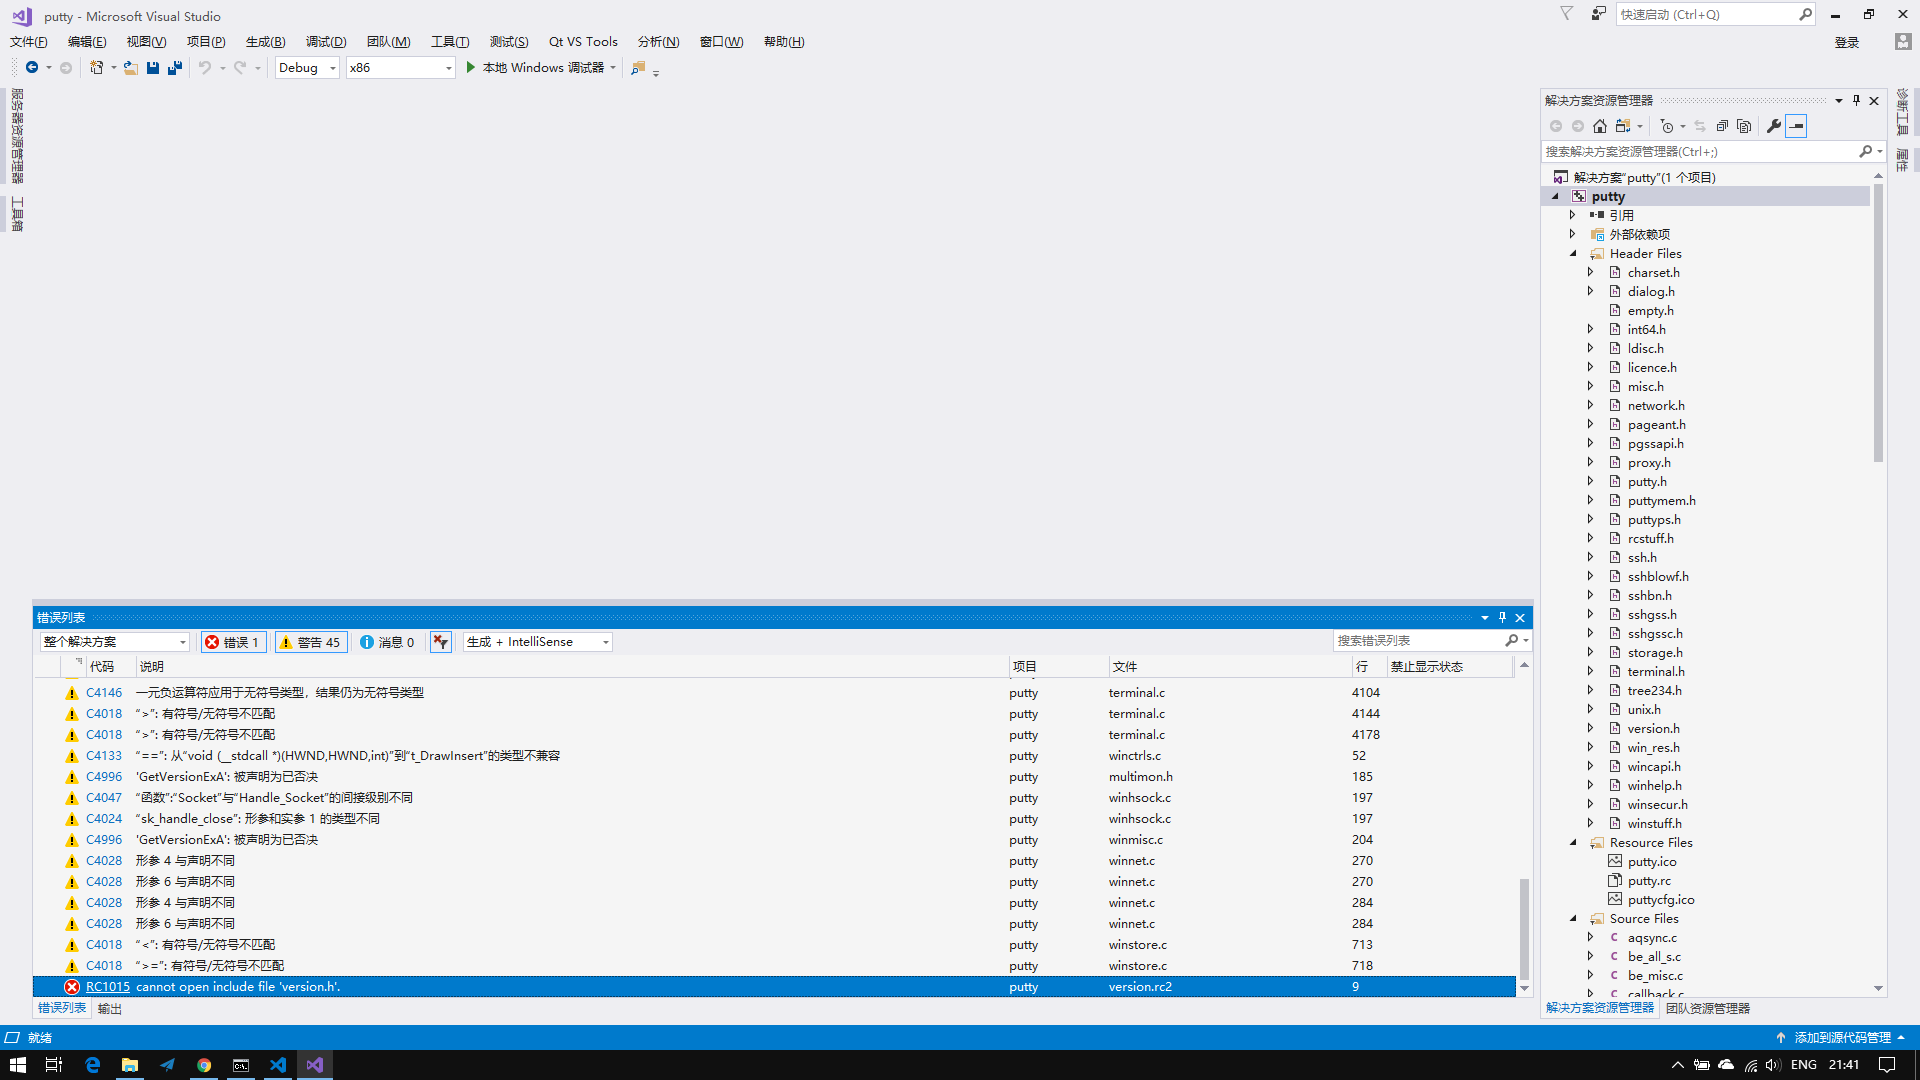 putty - Microsoft Visual Studio
快速启动 (Ctrl+Q)
文件(F) 编辑(E) 视图(V) 项目(P) 生成(B) 调试(D) 团队(M) 工具(T) 测试(S) Qt VS Tools 分析(N) 窗口(W) 帮助(H)
登录
Debug x86 本地 Windows 调试器
服务器资源管理器
工具箱
诊断工具
属性
解决方案资源管理器
搜索解决方案资源管理器(Ctrl+;)
解决方案"putty"(1 个项目)
putty
引用
外部依赖项
Header Files
charset.h
dialog.h
empty.h
int64.h
ldisc.h
licence.h
misc.h
network.h
pageant.h
pgssapi.h
proxy.h
putty.h
puttymem.h
puttyps.h
rcstuff.h
ssh.h
sshblowf.h
sshbn.h
sshgss.h
sshgssc.h
storage.h
terminal.h
tree234.h
unix.h
version.h
win_res.h
wincapi.h
winhelp.h
winsecur.h
winstuff.h
Resource Files
putty.ico
putty.rc
puttycfg.ico
Source Files
aqsync.c
be_all_s.c
be_misc.c
callback.c
解决方案资源管理器 团队资源管理器
错误列表
整个解决方案 错误 1 警告 45 消息 0 生成 + IntelliSense 搜索错误列表
代码 说明 项目 文件 行 禁止显示状态
C4146 一元负运算符应用于无符号类型，结果仍为无符号类型 putty terminal.c 4104
C4018 “>”: 有符号/无符号不匹配 putty terminal.c 4144
C4018 “>”: 有符号/无符号不匹配 putty terminal.c 4178
C4133 “==”: 从“void (__stdcall *)(HWND,HWND,int)”到“t_DrawInsert”的类型不兼容 putty winctrls.c 52
C4996 'GetVersionExA': 被声明为已否决 putty multimon.h 185
C4047 “函数”:“Socket”与“Handle_Socket”的间接级别不同 putty winhsock.c 197
C4024 “sk_handle_close”: 形参和实参 1 的类型不同 putty winhsock.c 197
C4996 'GetVersionExA': 被声明为已否决 putty winmisc.c 204
C4028 形参 4 与声明不同 putty winnet.c 270
C4028 形参 6 与声明不同 putty winnet.c 270
C4028 形参 4 与声明不同 putty winnet.c 284
C4028 形参 6 与声明不同 putty winnet.c 284
C4018 “<”: 有符号/无符号不匹配 putty winstore.c 713
C4018 “>=”: 有符号/无符号不匹配 putty winstore.c 718
RC1015 cannot open include file 'version.h'. putty version.rc2 9
错误列表 输出
就绪
添加到源代码管理
ENG 21:41